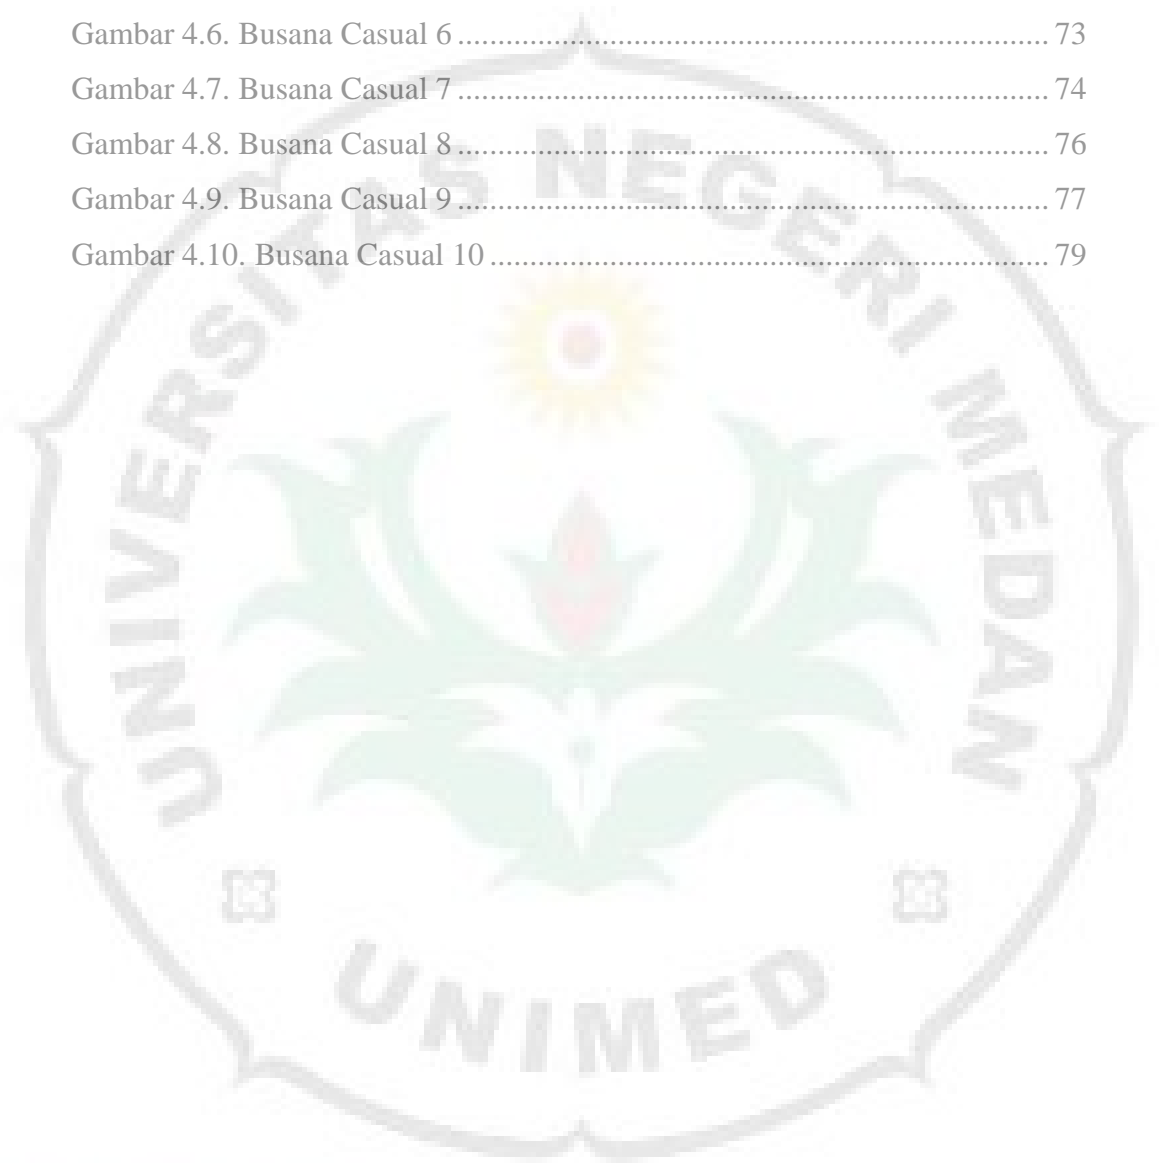 Gambar 4.6. Busana Casual 6 ........................................................................ 73
Gambar 4.7. Busana Casual 7 ........................................................................ 74
Gambar 4.8. Busana Casual 8 ........................................................................ 76
Gambar 4.9. Busana Casual 9 ........................................................................ 77
Gambar 4.10. Busana Casual 10 .................................................................... 79
UNIVERSITAS NEGERI MEDAN
UNIMED